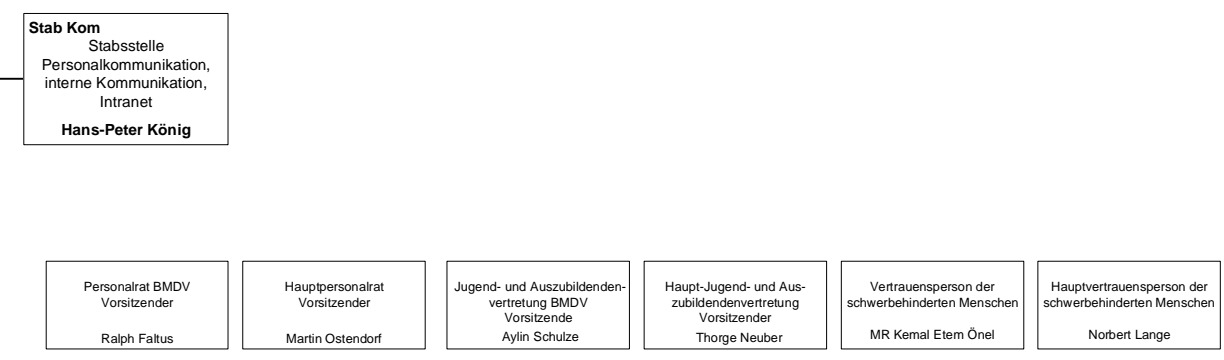 Stab Kom
Stabsstelle
Personalkommunikation,
interne Kommunikation,
Intranet
Hans-Peter König
Personalrat BMDV
Vorsitzender
Ralph Faltus
Hauptpersonalrat
Vorsitzender
Martin Ostendorf
Jugend- und Auszubildenden-
vertretung BMDV
Vorsitzende
Aylin Schulze
Haupt-Jugend- und Aus-
zubildendenvertretung
Vorsitzender
Thorge Neuber
Vertrauensperson der
schwerbehinderten Menschen
MR Kemal Etem Önel
Hauptvertrauensperson der
schwerbehinderten Menschen
Norbert Lange